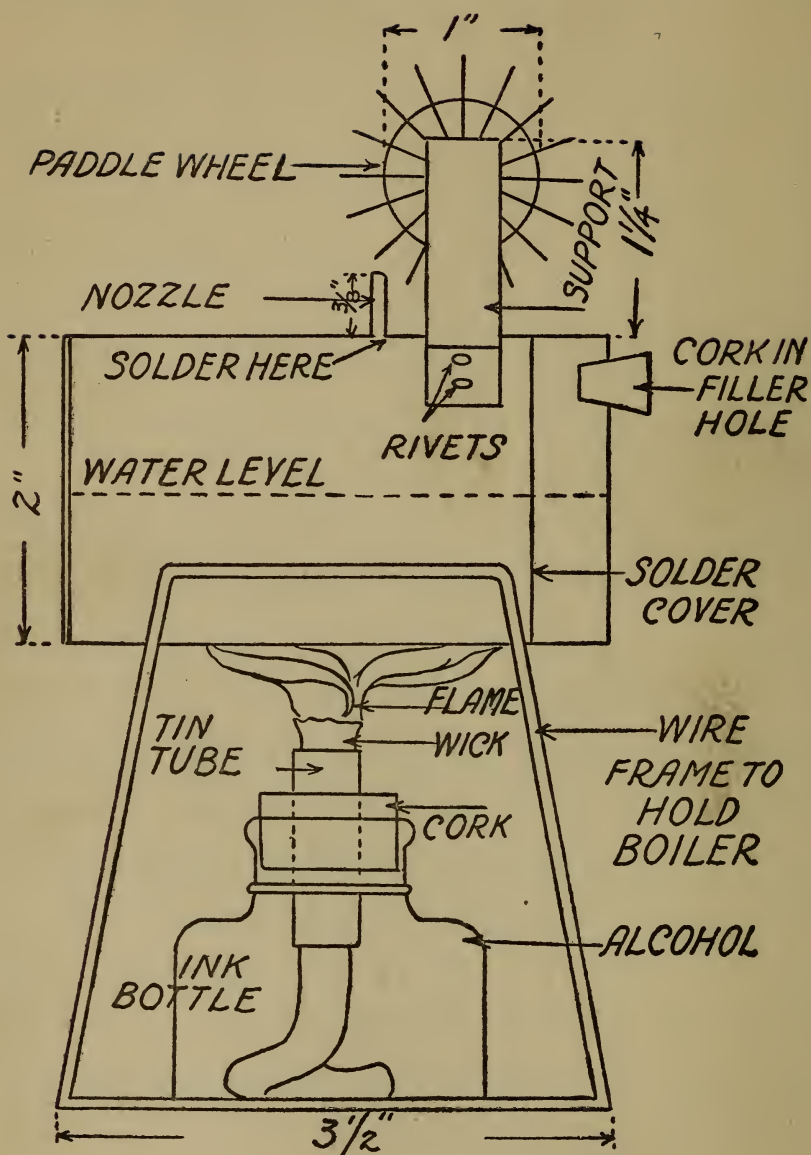 1"
PADDLE WHEEL
SUPPORT
1 1/4"
NOZZLE
3/8"
SOLDER HERE
CORK IN
FILLER
HOLE
RIVETS
2"
WATER LEVEL
SOLDER
COVER
FLAME
TIN
TUBE
WICK
WIRE
FRAME TO
HOLD
BOILER
CORK
ALCOHOL
INK
BOTTLE
3 1/2"